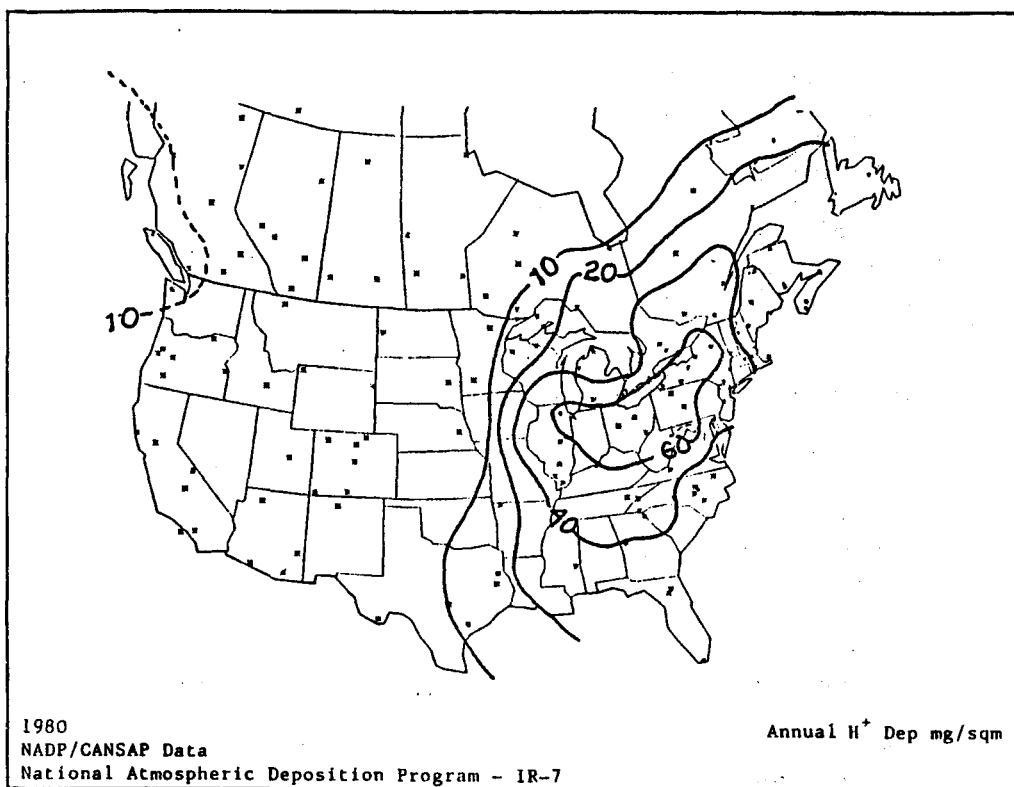 10
20
10-
60
40
1980
NADP/CANSAP Data
National Atmospheric Deposition Program - IR-7
Annual H+ Dep mg/sqm